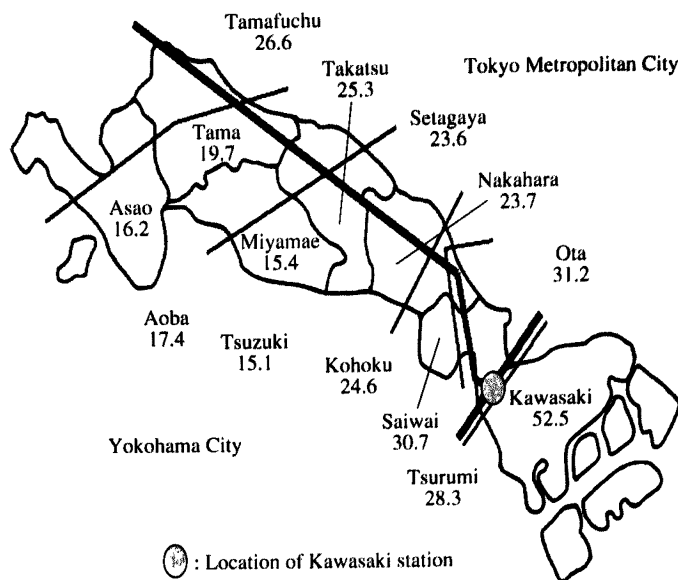 Tamafuchu
26.6
Takatsu
25.3
Tokyo Metropolitan City
Setagaya
23.6
Tama
19.7
Nakahara
23.7
Asao
16.2
Miyamae
15.4
Ota
31.2
Aoba
17.4
Tsuzuki
15.1
Kohoku
24.6
Kawasaki
52.5
Saiwai
30.7
Yokohama City
Tsurumi
28.3
: Location of Kawasaki station